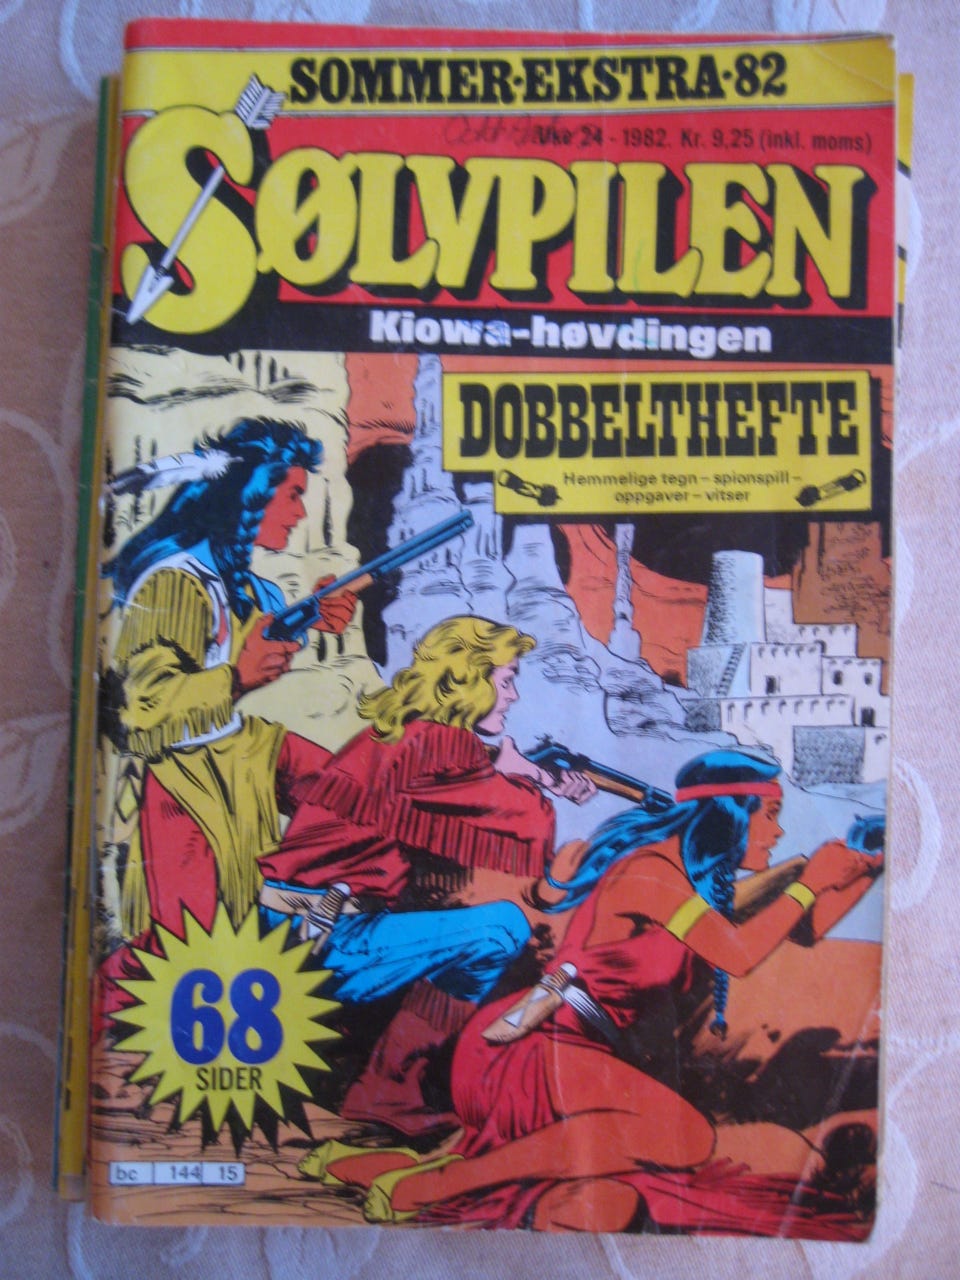 SOMMER-EKSTRA-82
Uke 24 - 1982. Kr. 9,25 (inkl. moms)
SØLVPILEN
Kiowa-høvdingen
DOBBELTHEFTE
Hemmelige tegn - spionspill -
oppgaver - vitser
68
SIDER
bc 144 15